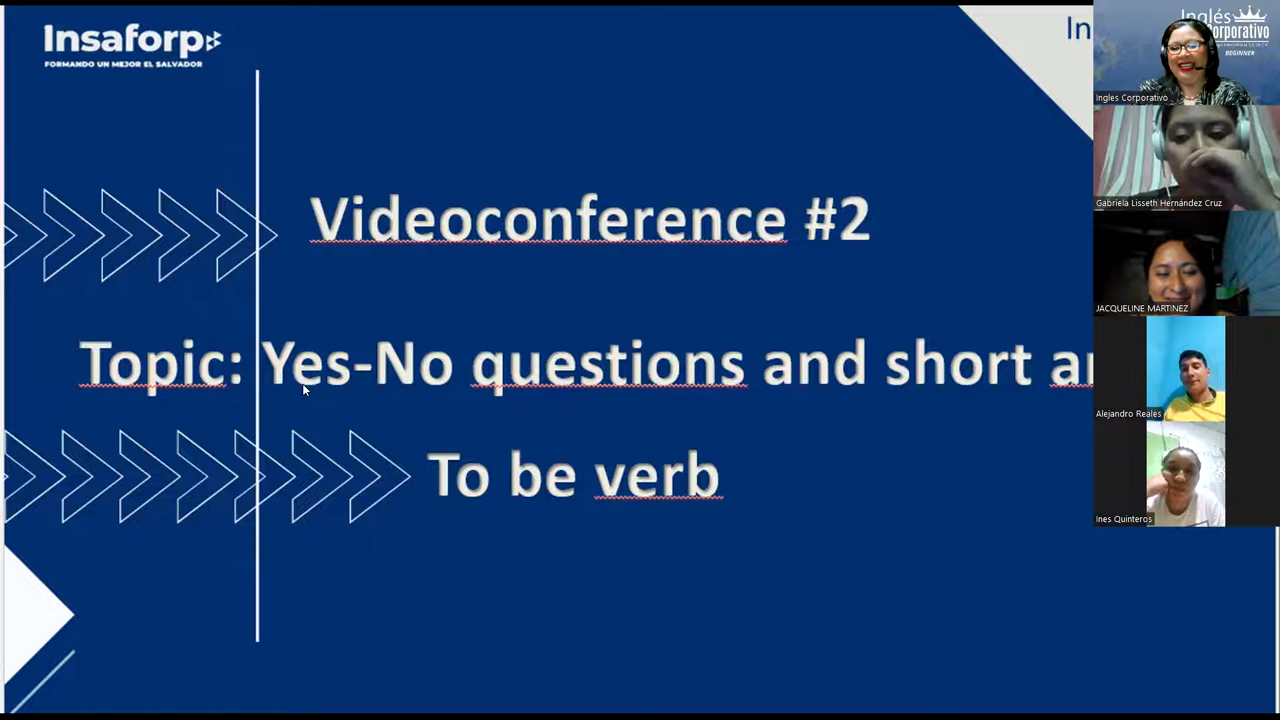 Insaforp
FORMANDO UN MEJOR EL SALVADOR
In
Videoconference #2
Topic: Yes-No questions and short a
To be verb
Inglés
Corporativo
BEGINNER
Ingles Corporativo
Gabriela Lisseth Hernández Cruz
JACQUELINE MARTINEZ
Alejandro Reales
Ines Quinteros